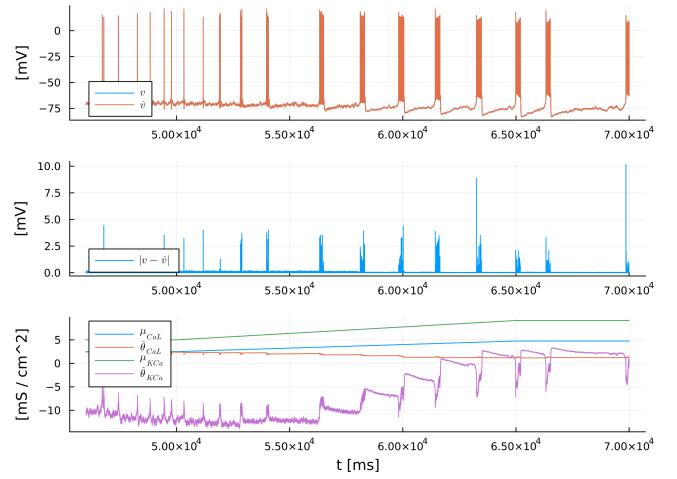 [mV]
0
−25
−50
−75
v
v̂
5.00×10⁴ 5.50×10⁴ 6.00×10⁴ 6.50×10⁴ 7.00×10⁴
[mV]
10.0
7.5
5.0
2.5
0.0
|v − v̂|
5.00×10⁴ 5.50×10⁴ 6.00×10⁴ 6.50×10⁴ 7.00×10⁴
[mS / cm^2]
5
0
−5
−10
μ_CaL
θ̂_CaL
μ_KCa
θ̂_KCa
5.00×10⁴ 5.50×10⁴ 6.00×10⁴ 6.50×10⁴ 7.00×10⁴
t [ms]